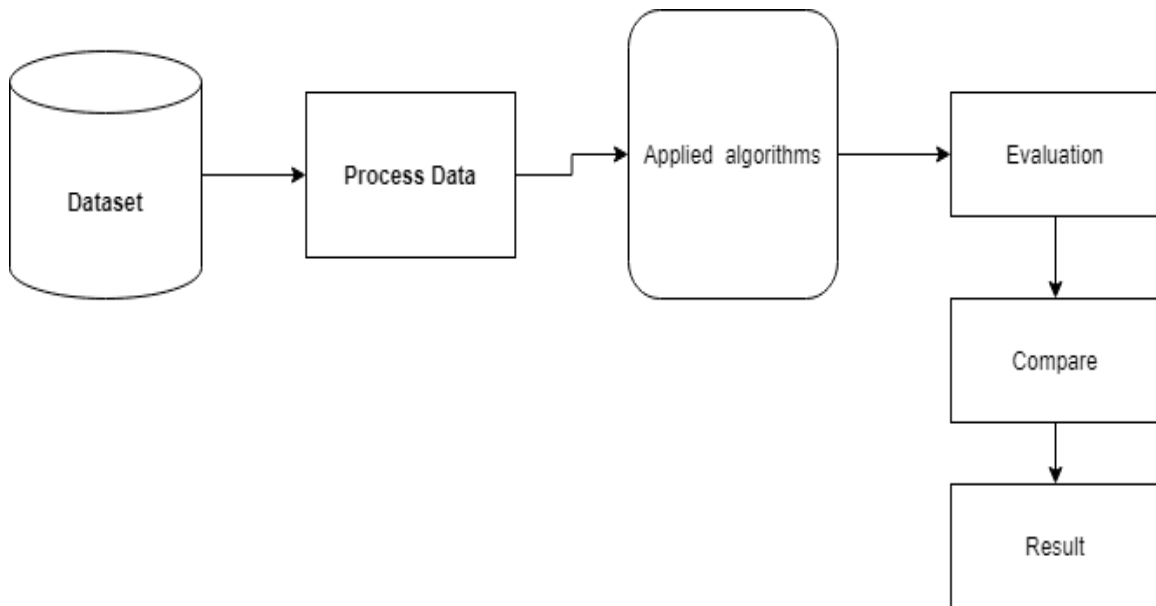 Dataset
Process Data
Applied algorithms
Evaluation
Compare
Result